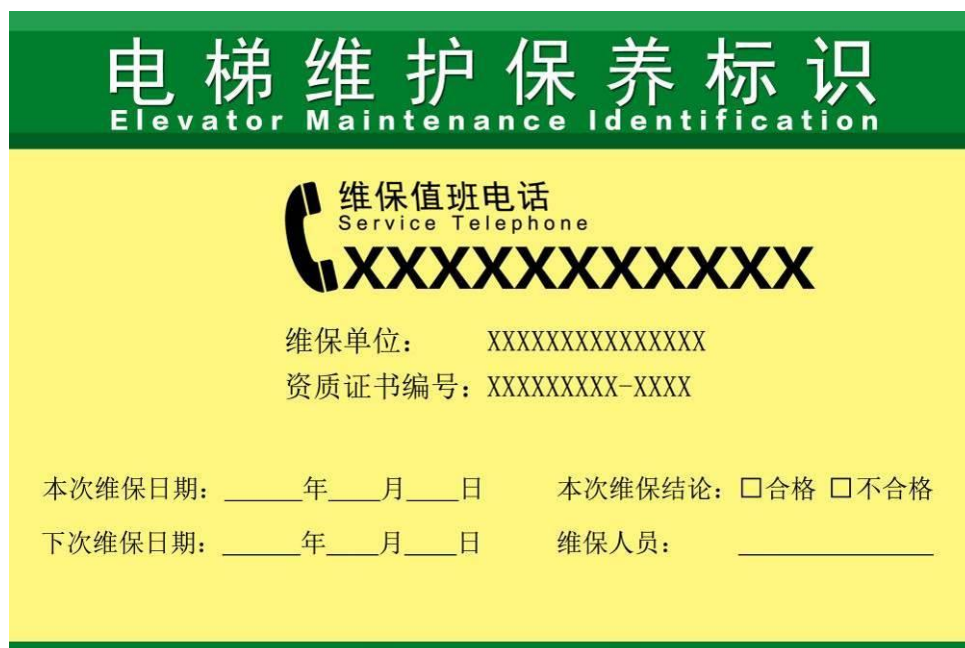 电梯维护保养标识
Elevator Maintenance Identification
维保值班电话
Service Telephone
XXXXXXXXXXX
维保单位： XXXXXXXXXXXXXXX
资质证书编号：XXXXXXXXX-XXXX
本次维保日期：______年____月____日 本次维保结论：□合格 □不合格
下次维保日期：______年____月____日 维保人员： _______________